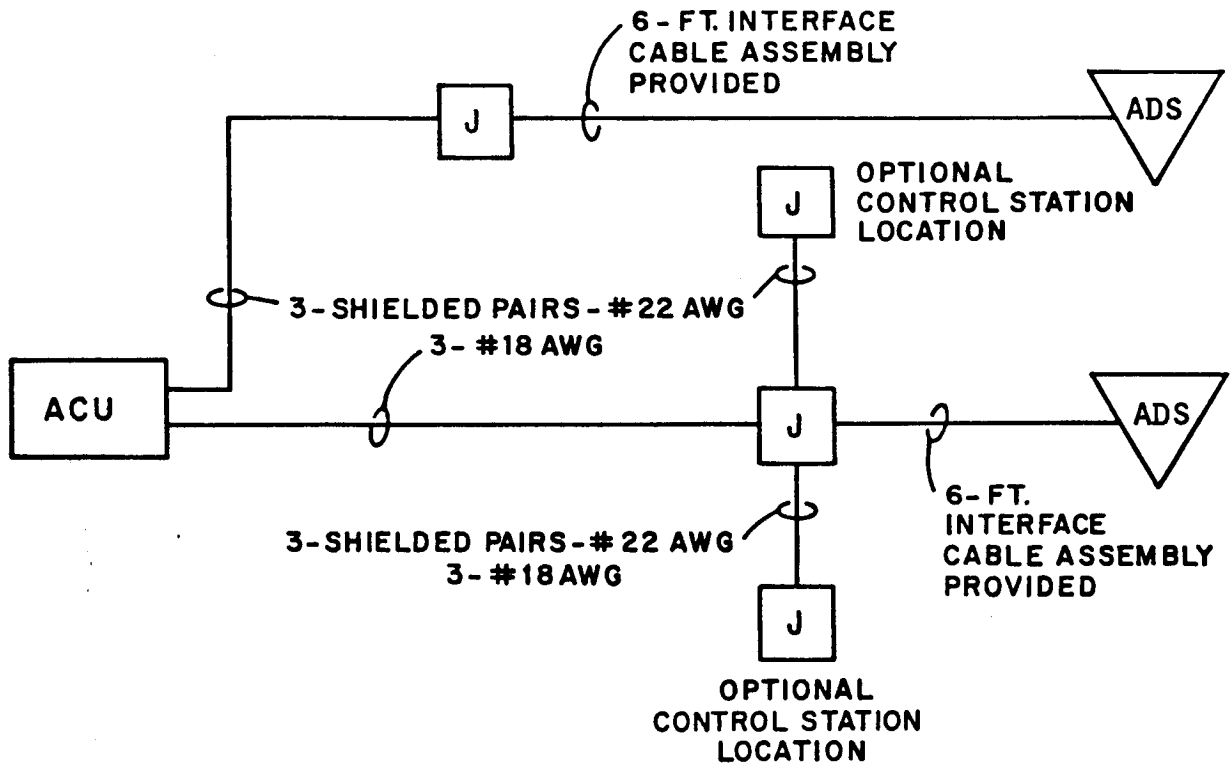 6-FT. INTERFACE
CABLE ASSEMBLY
PROVIDED
J
ADS
J
OPTIONAL
CONTROL STATION
LOCATION
3-SHIELDED PAIRS-#22 AWG
3-#18 AWG
ACU
J
ADS
6-FT.
INTERFACE
CABLE ASSEMBLY
PROVIDED
3-SHIELDED PAIRS-#22 AWG
3-#18 AWG
J
OPTIONAL
CONTROL STATION
LOCATION